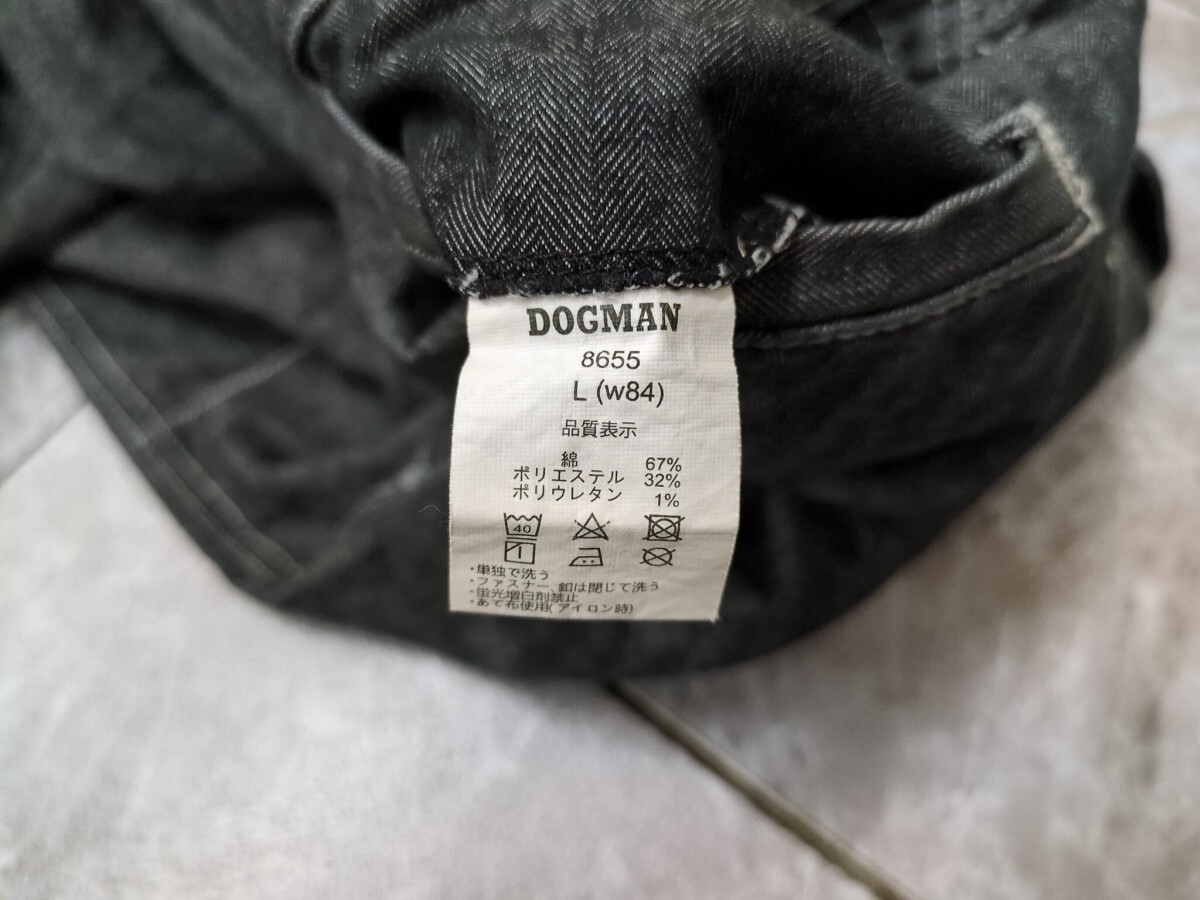 DOGMAN
8655
L (w84)
品質表示
綿 67%
ポリエステル 32%
ポリウレタン 1%
40
・単独で洗う
・ファスナー、釦は閉じて洗う
・蛍光増白剤禁止
・あて布使用(アイロン時)